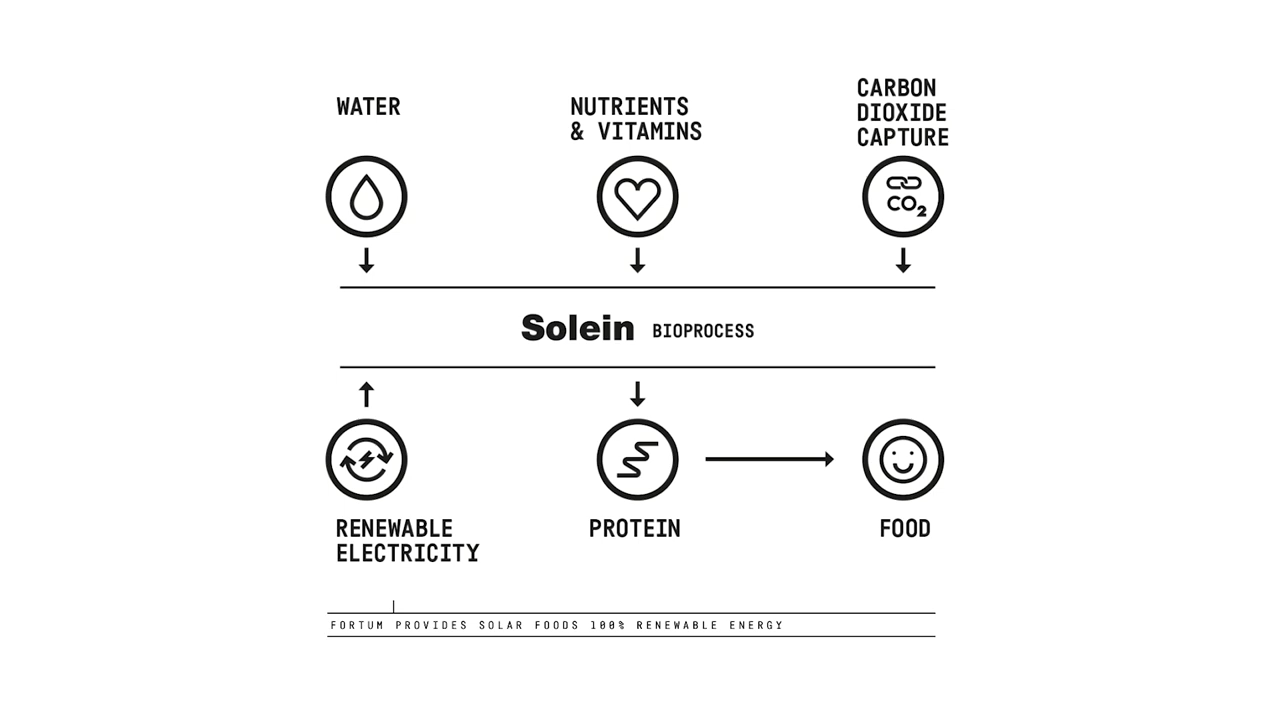 WATER
NUTRIENTS
& VITAMINS
CARBON
DIOXIDE
CAPTURE
CO2
Solein BIOPROCESS
RENEWABLE
ELECTRICITY
PROTEIN
FOOD
FORTUM PROVIDES SOLAR FOODS 100% RENEWABLE ENERGY